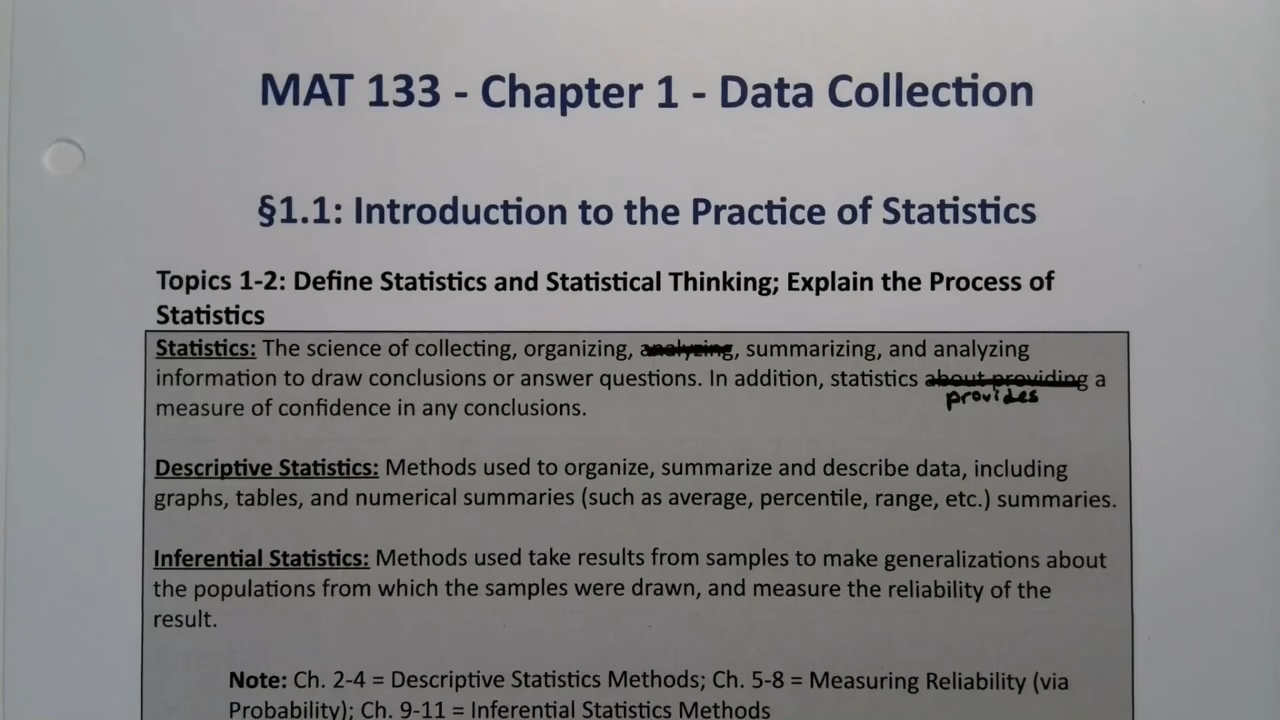 MAT 133 - Chapter 1 - Data Collection
§1.1: Introduction to the Practice of Statistics
Topics 1-2: Define Statistics and Statistical Thinking; Explain the Process of
Statistics
Statistics: The science of collecting, organizing, analyzing, summarizing, and analyzing
information to draw conclusions or answer questions. In addition, statistics about providing a
provides
measure of confidence in any conclusions.
Descriptive Statistics: Methods used to organize, summarize and describe data, including
graphs, tables, and numerical summaries (such as average, percentile, range, etc.) summaries.
Inferential Statistics: Methods used take results from samples to make generalizations about
the populations from which the samples were drawn, and measure the reliability of the
result.
Note: Ch. 2-4 = Descriptive Statistics Methods; Ch. 5-8 = Measuring Reliability (via
Probability); Ch. 9-11 = Inferential Statistics Methods